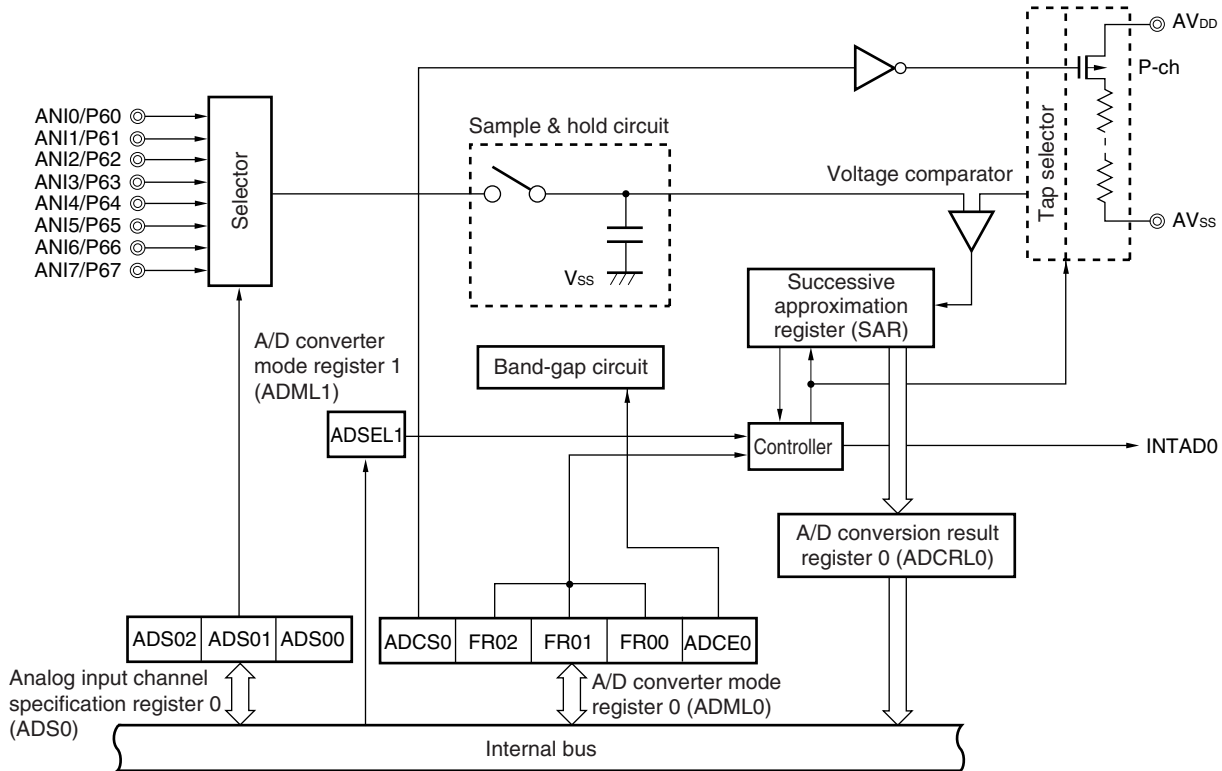 AVDD
P-ch
ANI0/P60
ANI1/P61
ANI2/P62
ANI3/P63
ANI4/P64
ANI5/P65
ANI6/P66
ANI7/P67
Selector
Sample & hold circuit
VSS
Voltage comparator
Tap selector
AVSS
Successive
approximation
register (SAR)
A/D converter
mode register 1
(ADML1)
Band-gap circuit
ADSEL1
Controller
INTAD0
A/D conversion result
register 0 (ADCRL0)
ADS02 ADS01 ADS00
ADCS0 FR02 FR01 FR00 ADCE0
Analog input channel
specification register 0
(ADS0)
A/D converter mode
register 0 (ADML0)
Internal bus